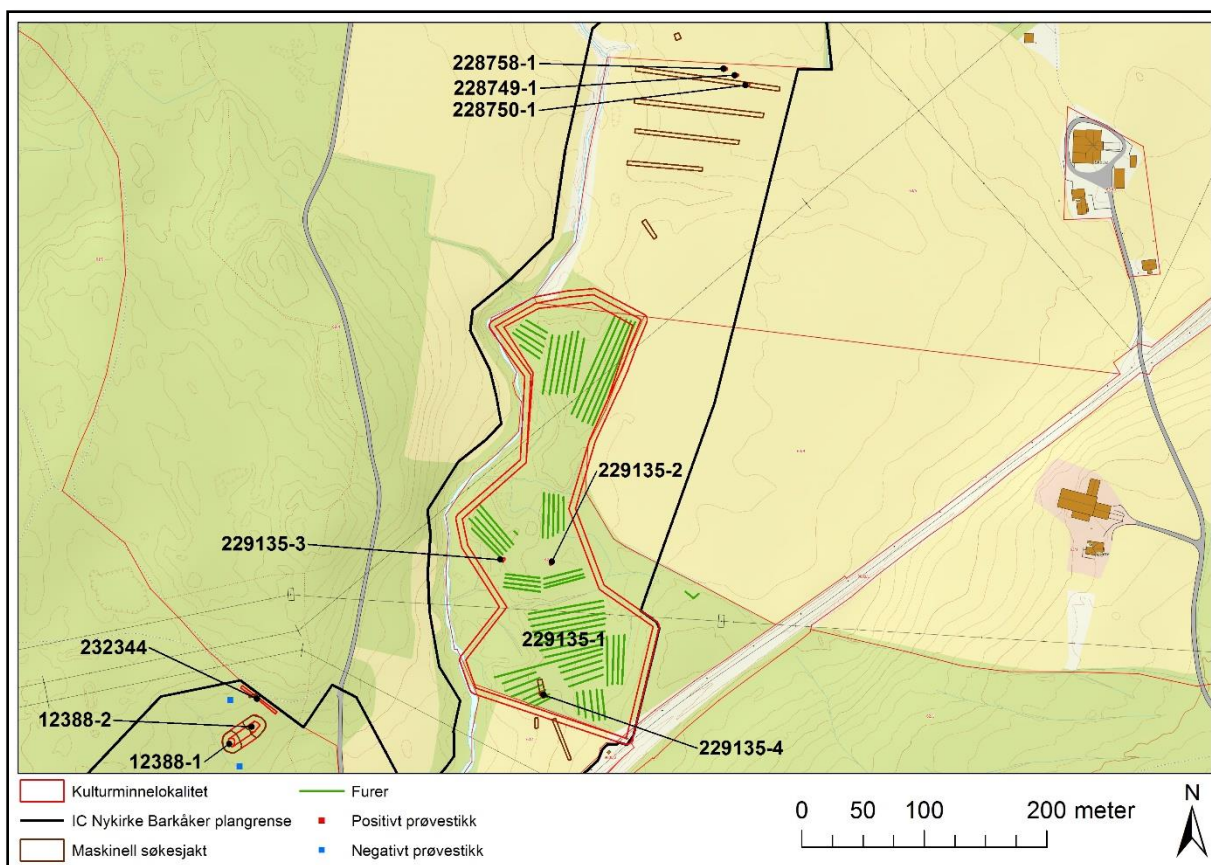 228758-1
228749-1
228750-1
229135-2
229135-3
229135-1
232344
12388-2
12388-1
229135-4
Kulturminnelokalitet
IC Nykirke Barkåker plangrense
Maskinell søkesjakt
Furer
Positivt prøvestikk
Negativt prøvestikk
0 50 100 200 meter
N